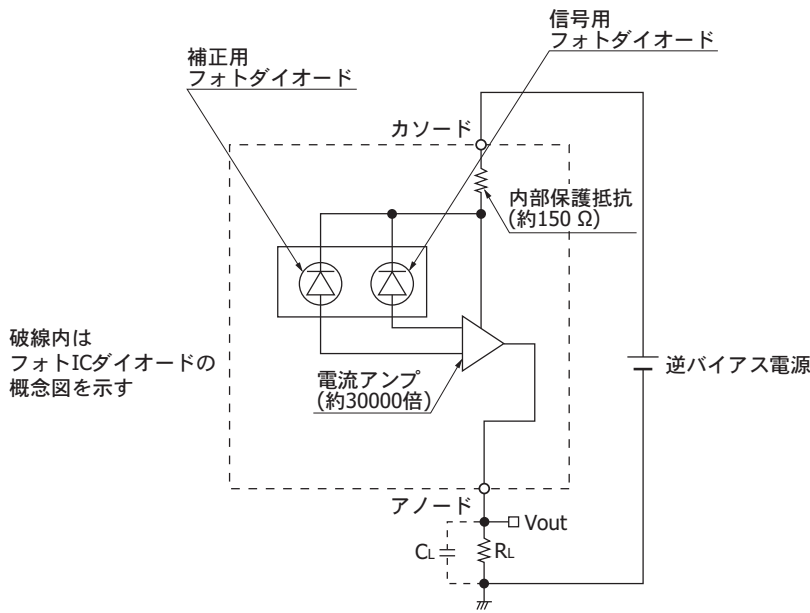 信号用
フォトダイオード
補正用
フォトダイオード
カソード
内部保護抵抗
(約150 Ω)
破線内は
フォトICダイオードの
概念図を示す
逆バイアス電源
電流アンプ
(約30000倍)
アノード
Vout
CL
RL